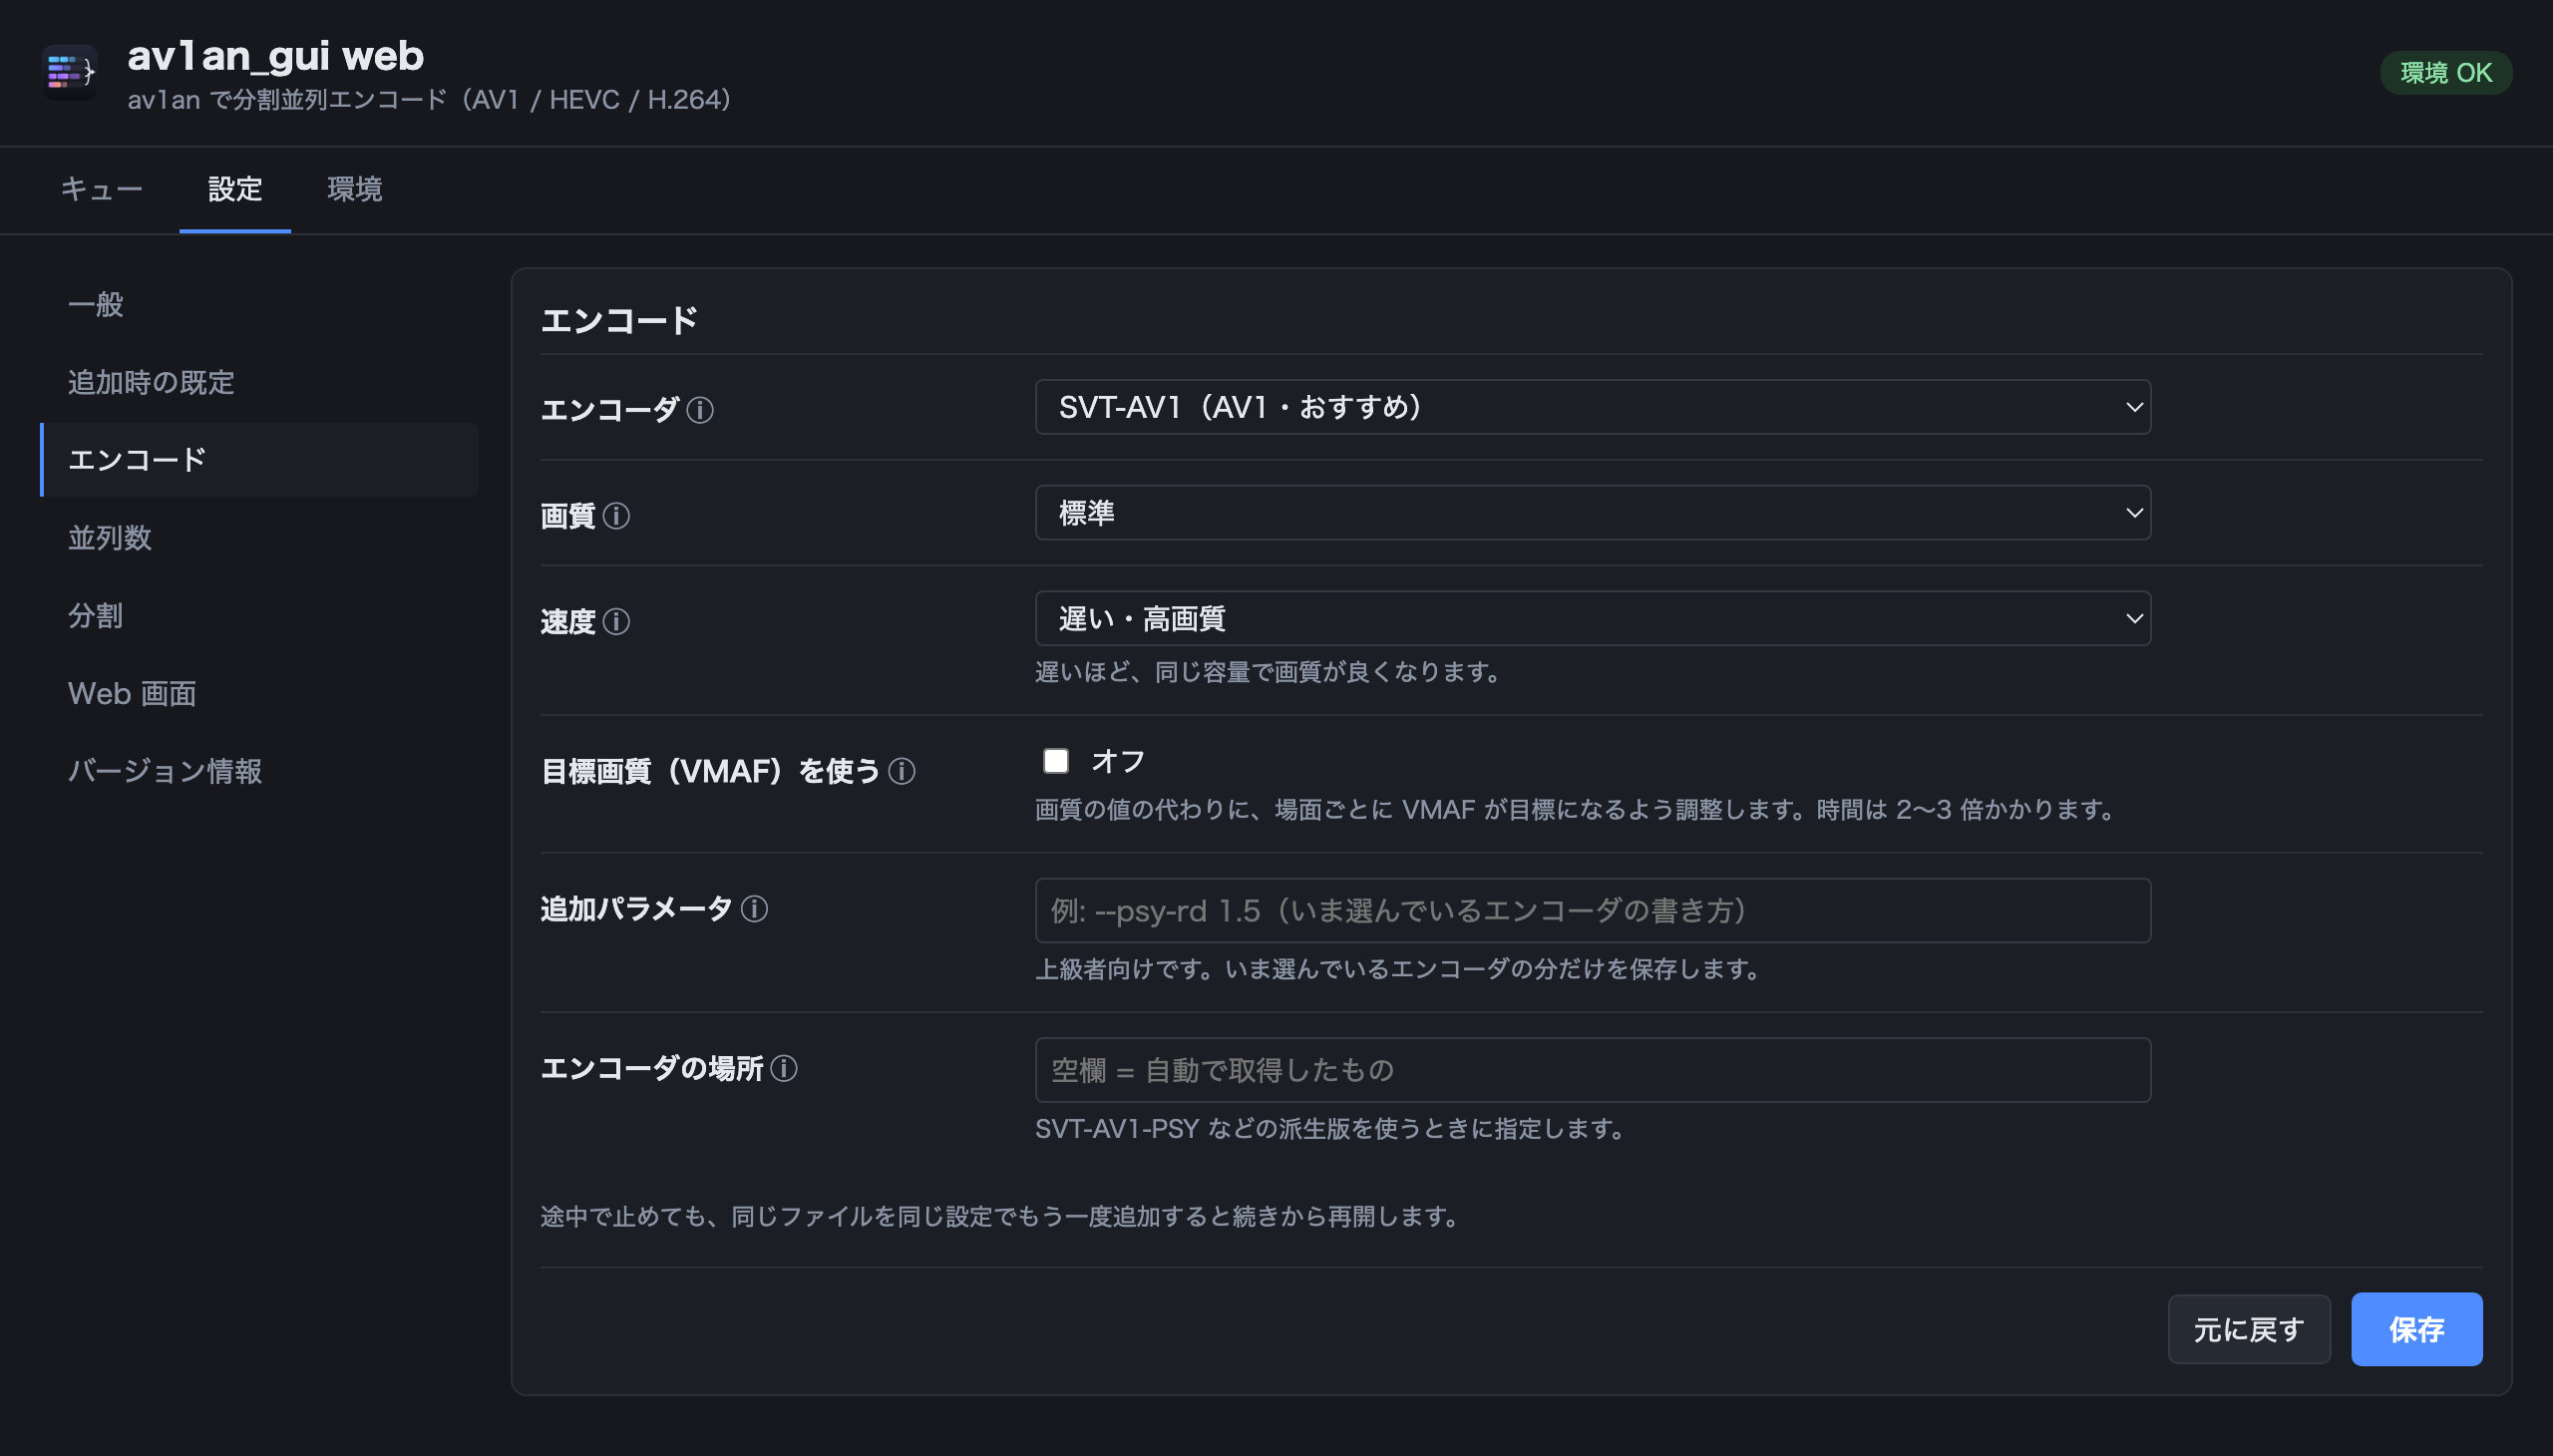 av1an_gui web
av1an で分割並列エンコード（AV1 / HEVC / H.264）
環境 OK
キュー
設定
環境
一般
追加時の既定
エンコード
並列数
分割
Web 画面
バージョン情報
エンコード
エンコーダ ⓘ
SVT-AV1（AV1・おすすめ）
画質 ⓘ
標準
速度 ⓘ
遅い・高画質
遅いほど、同じ容量で画質が良くなります。
目標画質（VMAF）を使う ⓘ
オフ
画質の値の代わりに、場面ごとに VMAF が目標になるよう調整します。時間は 2〜3 倍かかります。
追加パラメータ ⓘ
例: --psy-rd 1.5（いま選んでいるエンコーダの書き方）
上級者向けです。いま選んでいるエンコーダの分だけを保存します。
エンコーダの場所 ⓘ
空欄 = 自動で取得したもの
SVT-AV1-PSY などの派生版を使うときに指定します。
途中で止めても、同じファイルを同じ設定でもう一度追加すると続きから再開します。
元に戻す
保存